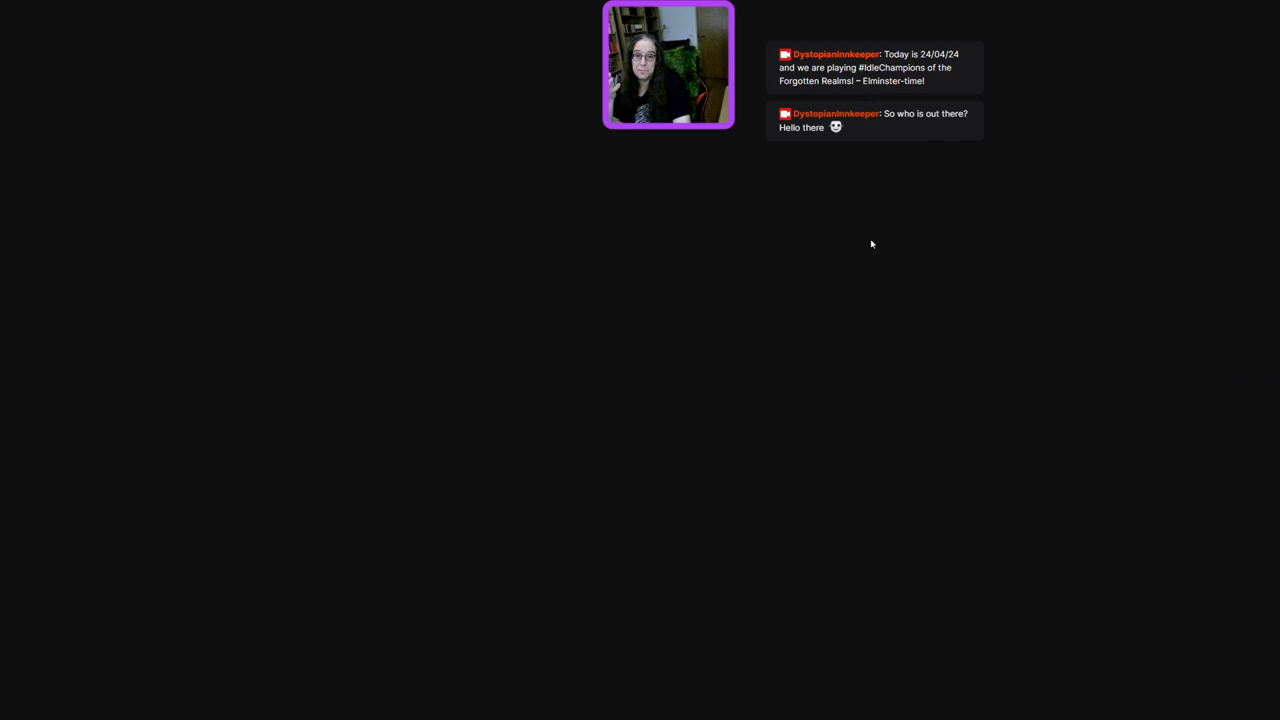 DystopianInnkeeper: Today is 24/04/24
and we are playing #IdleChampions of the
Forgotten Realms! – Elminster-time!
DystopianInnkeeper: So who is out there?
Hello there